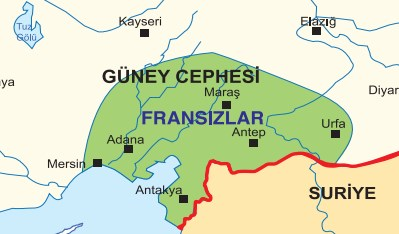 Kayseri
Elazığ
Tuz
Gölü
GÜNEY CEPHESİ
Maraş
Diyar
FRANSIZLAR
Urfa
Adana
Antep
Mersin
Antakya
SURİYE